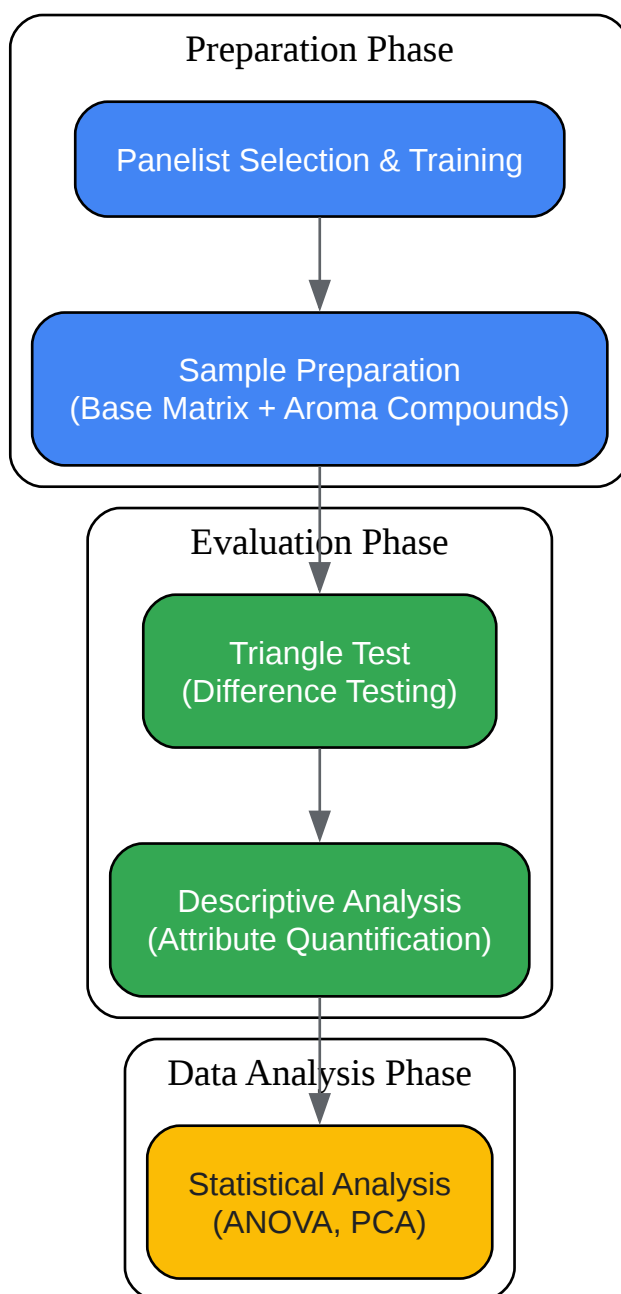 Preparation Phase
Panelist Selection & Training
Sample Preparation
(Base Matrix + Aroma Compounds)
Evaluation Phase
Triangle Test
(Difference Testing)
Descriptive Analysis
(Attribute Quantification)
Data Analysis Phase
Statistical Analysis
(ANOVA, PCA)